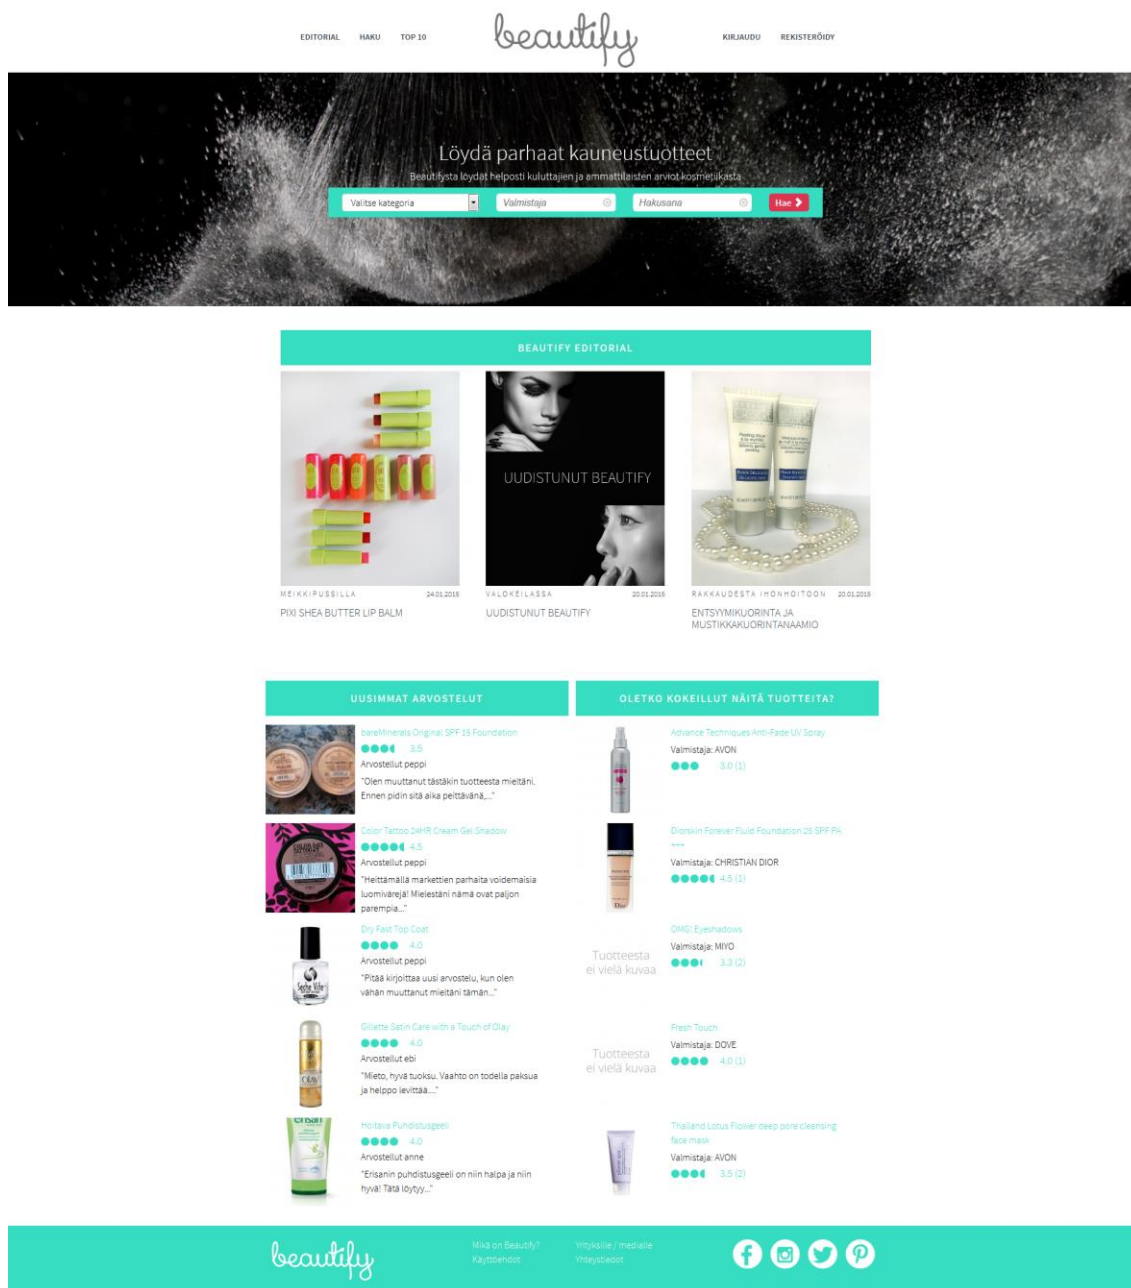 EDITORIAL HAKU TOP 10 beautify KIRJAUDU REKISTERÖIDY
Löydä parhaat kauneustuotteet
Beautifysta löydät helposti kuluttajien ja ammattilaisten arviot kosmetiikasta
Valitse kategoria Valmistaja Hakusana Hae
BEAUTIFY EDITORIAL
UUDISTUNUT BEAUTIFY
MEIKKIPUSSILLA 24.01.2015
PIXI SHEA BUTTER LIP BALM
VALOKEILASSA 20.01.2015
UUDISTUNUT BEAUTIFY
RAKKAUDESTA IHONHOITOON 20.01.2015
ENTSYYMIKUORINTA JA
MUSTIKKAKUORINTANAAMIO
UUSIMMAT ARVOSTELUT
bareMinerals Original SPF 15 Foundation
3.5
Arvostellut peppi
"Olen muuttanut tästäkin tuotteesta mieltäni.
Ennen pidin sitä aika peittävänä,..."
Color Tattoo 24HR Cream Gel Shadow
4.5
Arvostellut peppi
"Heittämällä markettien parhaita voidemaisia
luomivärejä! Mielestäni nämä ovat paljon
parempia..."
Dry Fast Top Coat
4.0
Arvostellut peppi
"Pitää kirjoittaa uusi arvostelu, kun olen
vähän muuttanut mieltäni tämän..."
Seche Vite
Gillette Satin Care with a Touch of Olay
4.0
Arvostellut ebi
"Mieto, hyvä tuoksu. Vaahto on todella paksua
ja helppo levittää...."
OLAY
Hoitava Puhdistusgeeli
4.0
Arvostellut anne
"Erisanin puhdistusgeeli on niin halpa ja niin
hyvä! Tätä löytyy..."
erisan
OLETKO KOKEILLUT NÄITÄ TUOTTEITA?
Advance Techniques Anti-Fade UV Spray
Valmistaja: AVON
3.0 (1)
Diorskin Forever Fluid Foundation 25 SPF PA
+++
Valmistaja: CHRISTIAN DIOR
4.5 (1)
Dior
OMG! Eyeshadows
Valmistaja: MIYO
3.3 (2)
Tuotteesta
ei vielä kuvaa
Fresh Touch
Valmistaja: DOVE
4.0 (1)
Tuotteesta
ei vielä kuvaa
Thailand Lotus Flower deep pore cleansing
face mask
Valmistaja: AVON
3.5 (2)
beautify
Mikä on Beautify? Yrityksille / medialle
Käyttöehdot Yhteystiedot